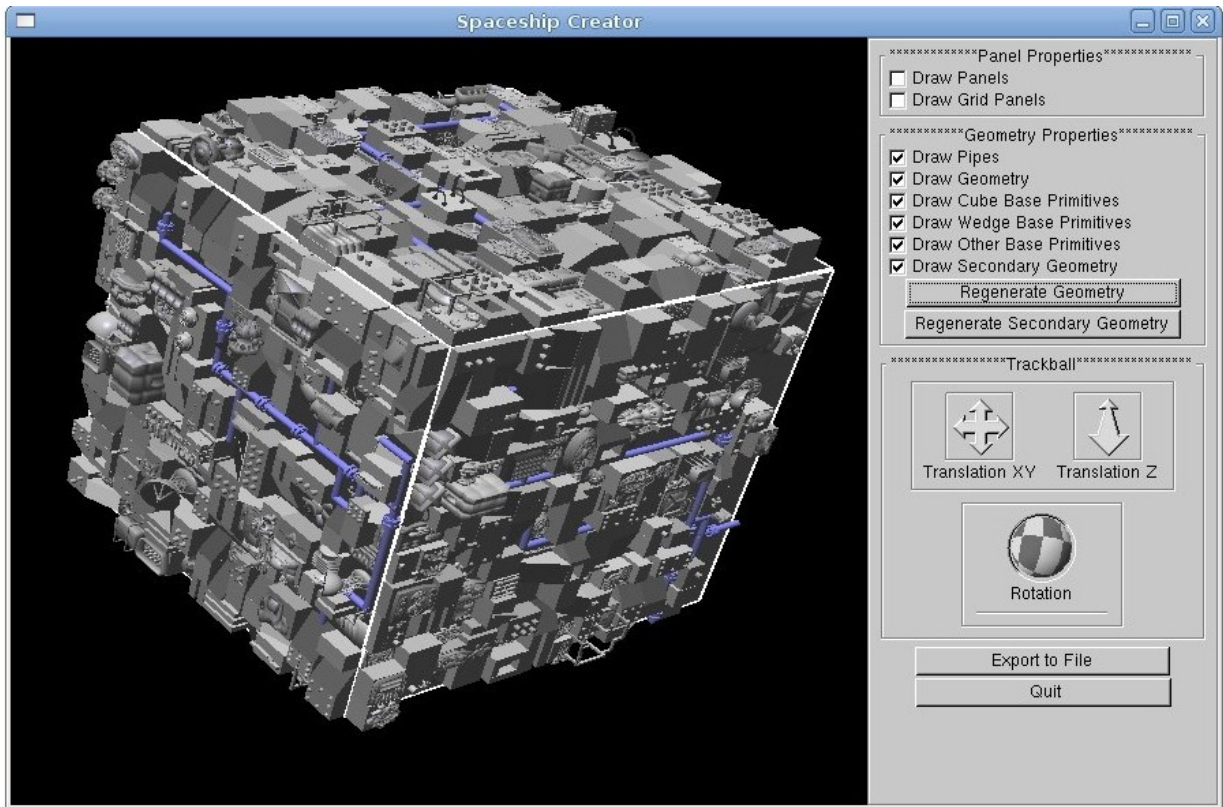 Spaceship Creator
*************Panel Properties*************
Draw Panels
Draw Grid Panels
***********Geometry Properties***********
Draw Pipes
Draw Geometry
Draw Cube Base Primitives
Draw Wedge Base Primitives
Draw Other Base Primitives
Draw Secondary Geometry
Regenerate Geometry
Regenerate Secondary Geometry
*****************Trackball*****************
Translation XY
Translation Z
Rotation
Export to File
Quit